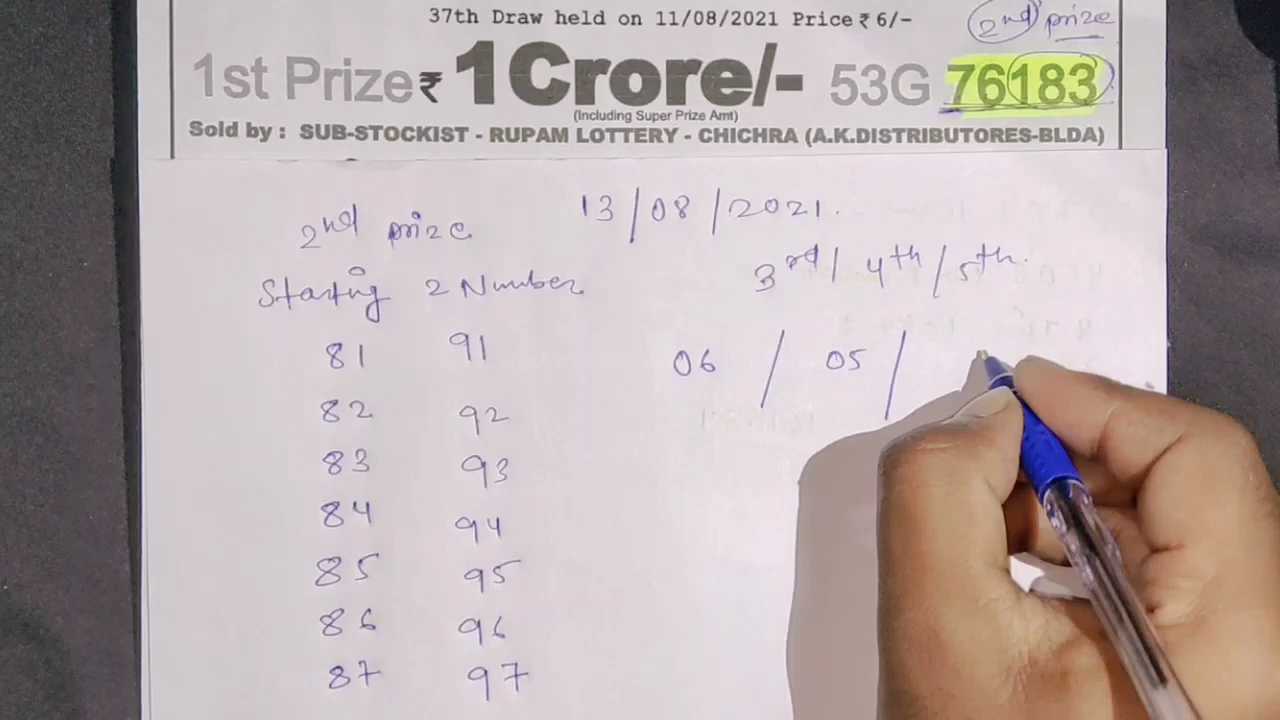 37th Draw held on 11/08/2021 Price ₹ 6/-
2nd prize
1st Prize ₹ 1Crore/- 53G 76183
(Including Super Prize Amt)
Sold by : SUB-STOCKIST - RUPAM LOTTERY - CHICHRA (A.K.DISTRIBUTORES-BLDA)
13/08/2021.
2nd prize
3rd/4th/5th.
Starting 2 Number
81 91
06 / 05 /
82 92
83 93
84 94
85 95
86 96
87 97